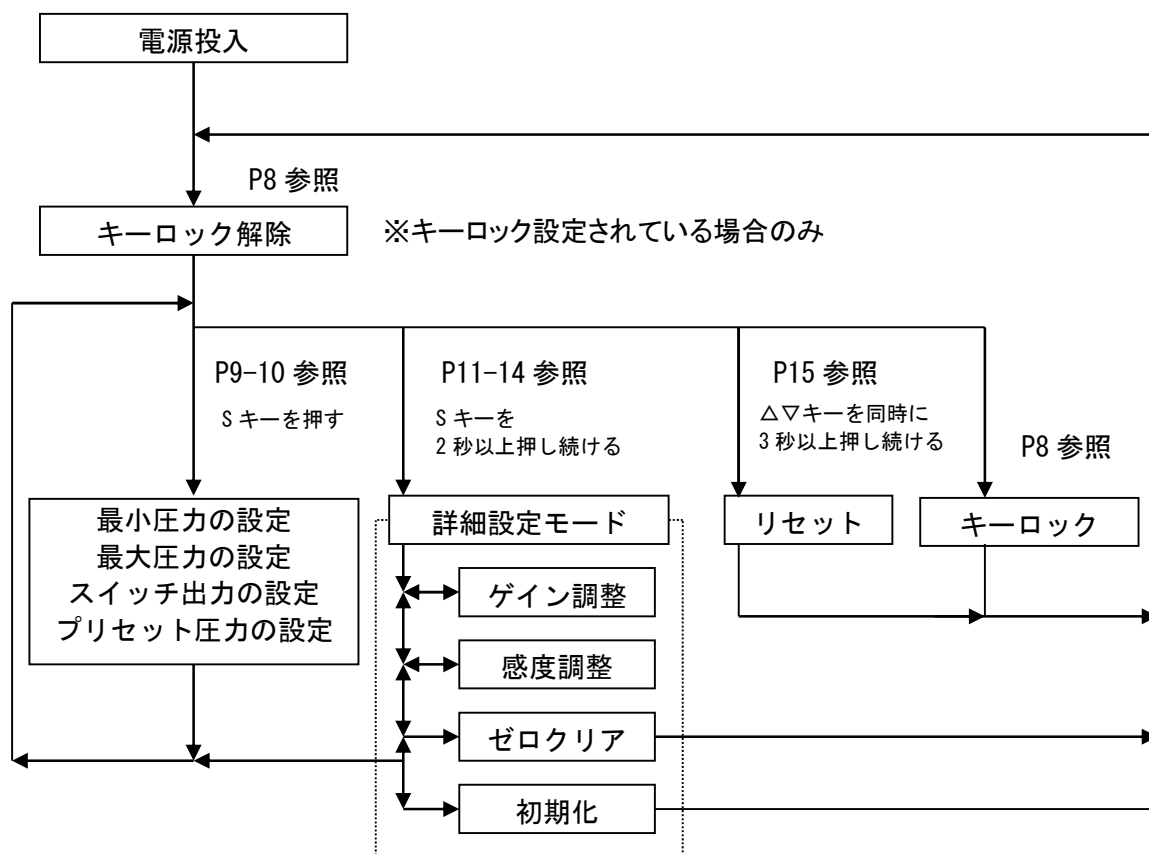 電源投入
P8 参照
キーロック解除
※キーロック設定されている場合のみ
P9-10 参照
S キーを押す
P11-14 参照
S キーを
2 秒以上押し続ける
P15 参照
△▽キーを同時に
3 秒以上押し続ける
P8 参照
最小圧力の設定
最大圧力の設定
スイッチ出力の設定
プリセット圧力の設定
詳細設定モード
リセット
キーロック
ゲイン調整
感度調整
ゼロクリア
初期化